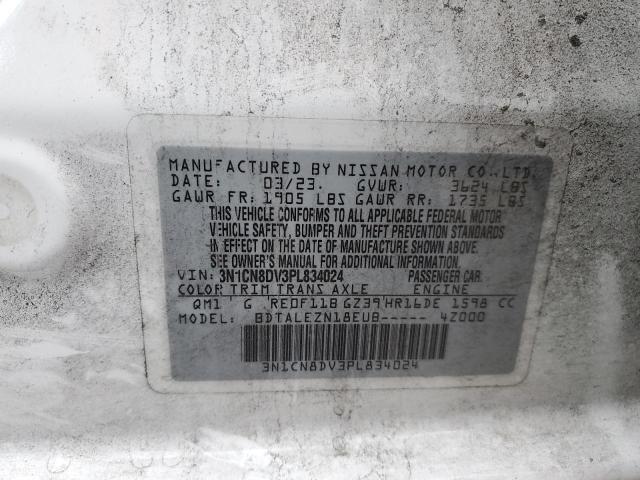 MANUFACTURED BY NISSAN MOTOR CO., LTD.
DATE: 03/23. GVWR: 3624 LBS
GAWR FR: 1905 LBS GAWR RR: 1735 LBS
THIS VEHICLE CONFORMS TO ALL APPLICABLE FEDERAL MOTOR
VEHICLE SAFETY, BUMPER AND THEFT PREVENTION STANDARDS
IN EFFECT ON THE DATE OF MANUFACTURE SHOWN ABOVE.
SEE OWNER'S MANUAL FOR ADDITIONAL INFORMATION.
VIN: 3N1CN8DV3PL834024 PASSENGER CAR.
COLOR TRIM TRANS AXLE ENGINE
QM1 G RE0F11B GZ39 HR16DE 1598 CC
MODEL: BDTALEZN18EUB----- 4Z000
3N1CN8DV3PL834024